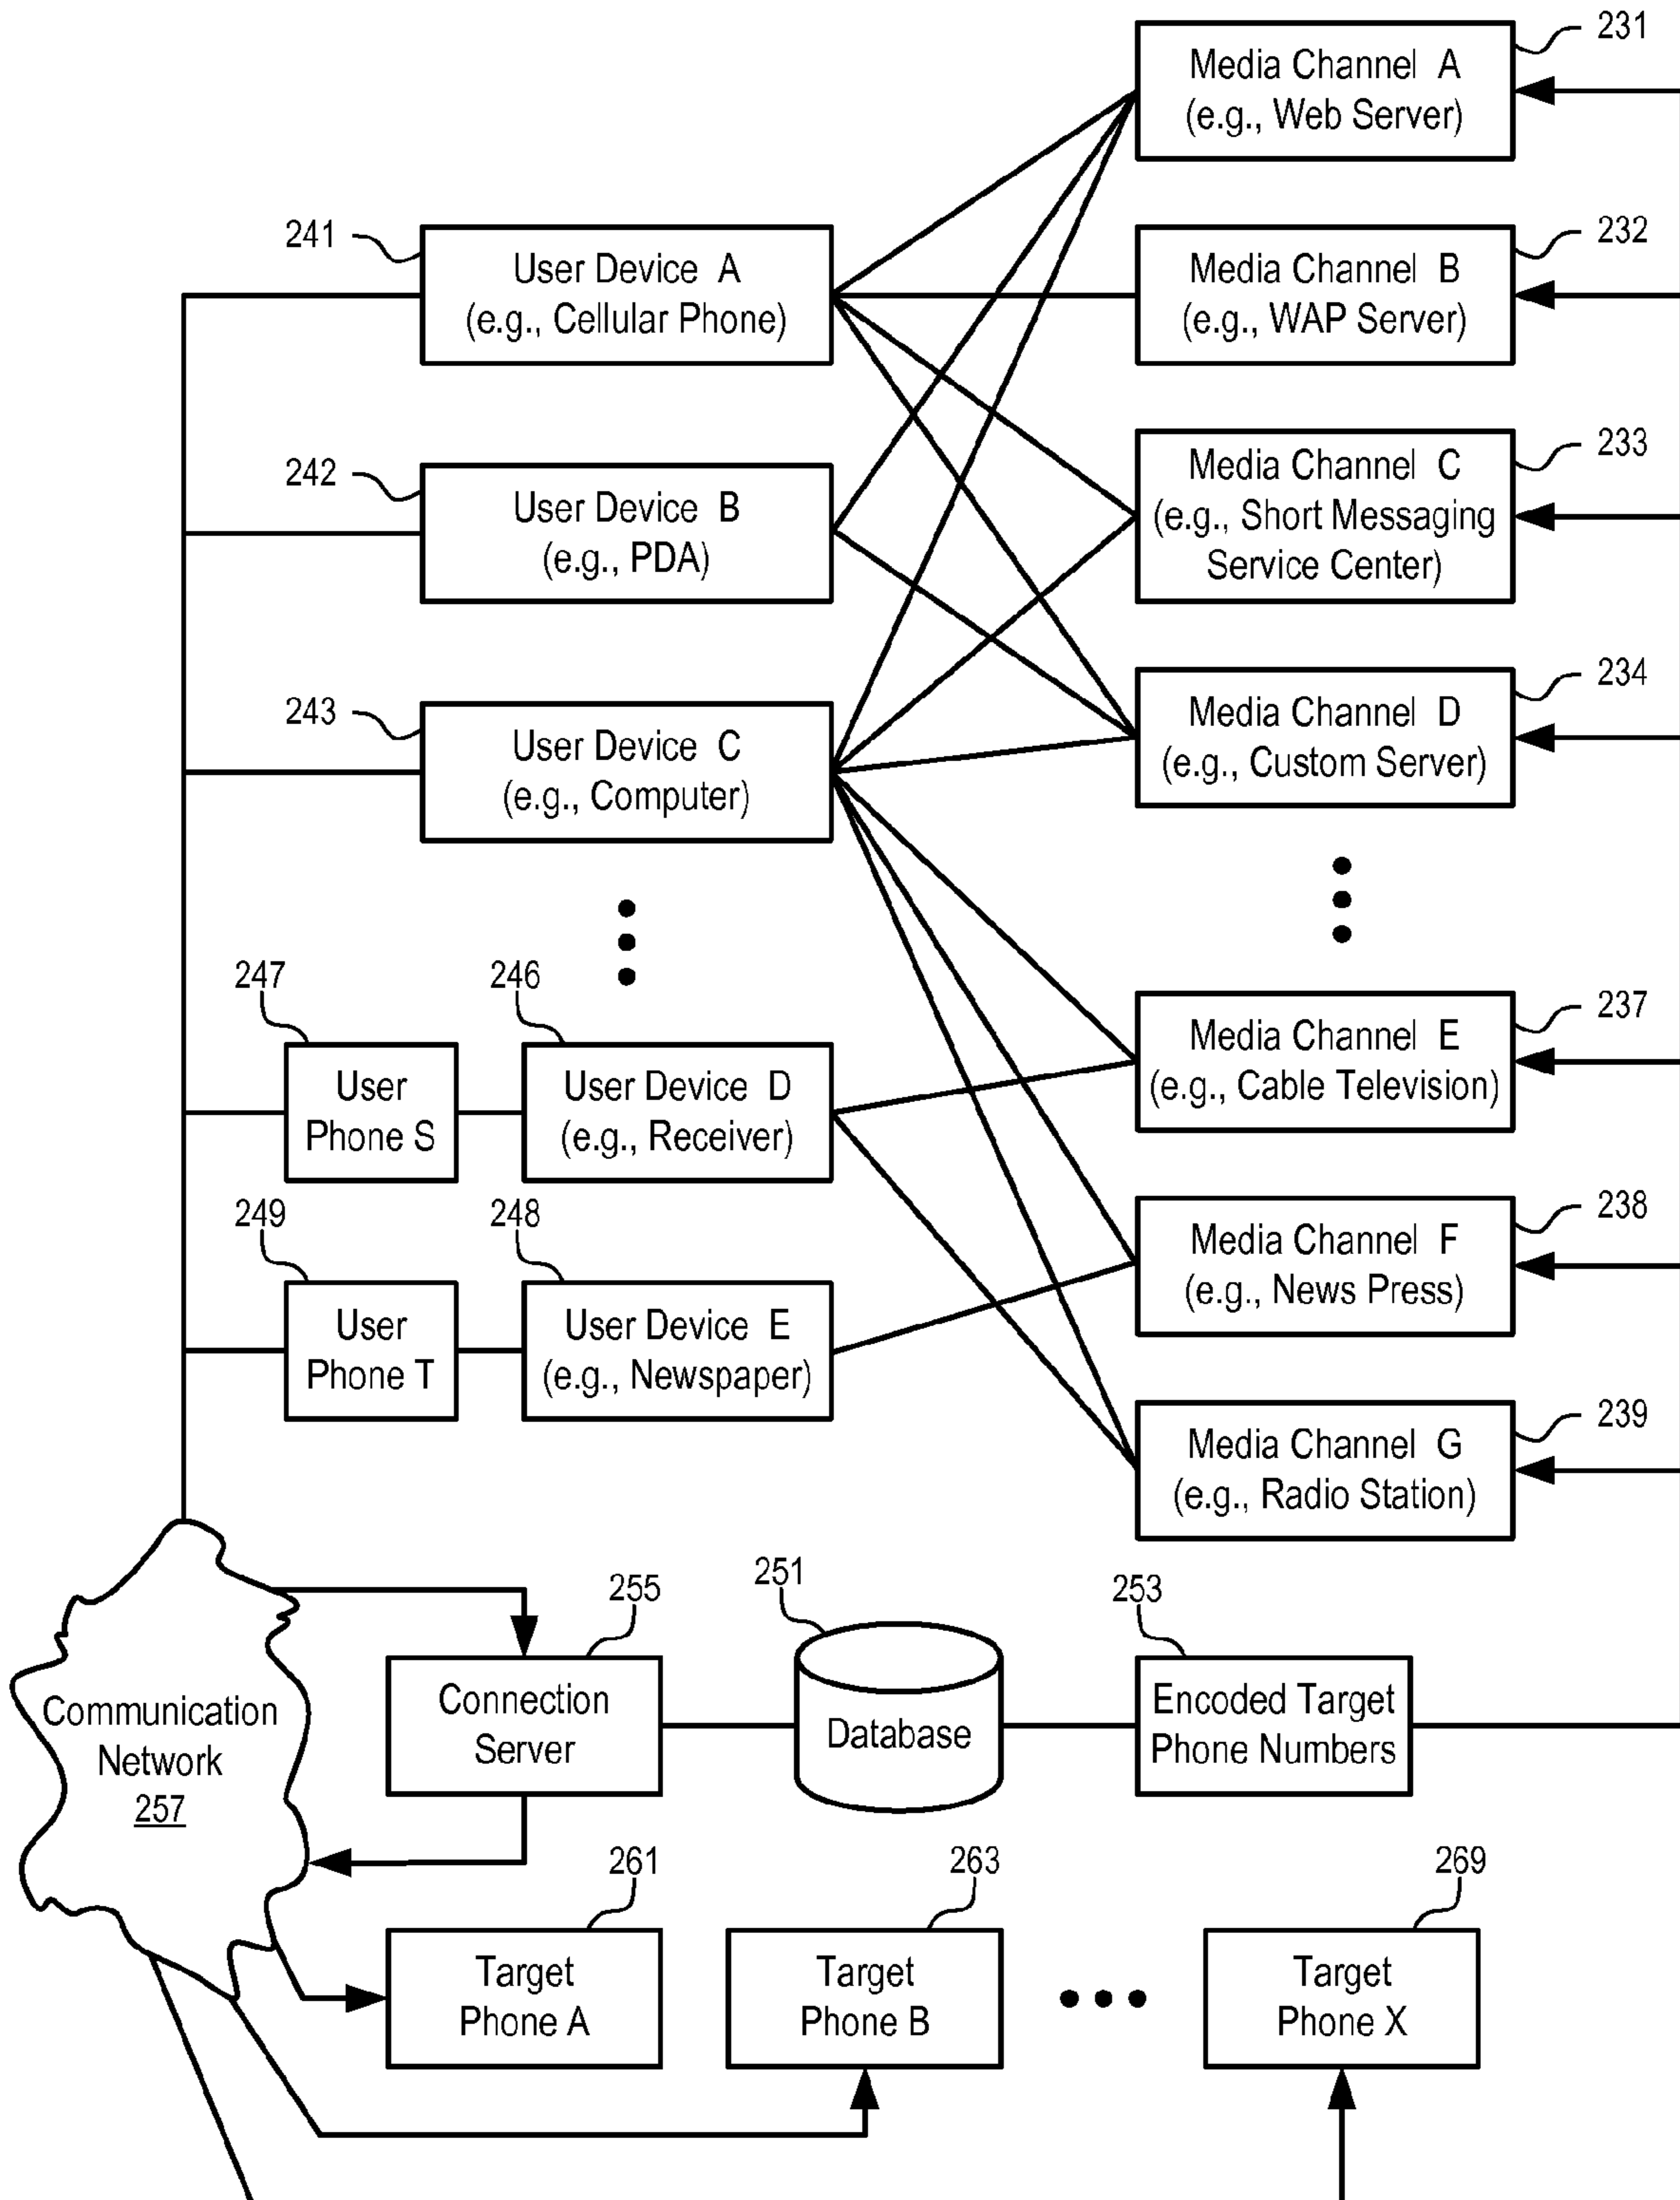 231
Media Channel A
(e.g., Web Server)
241
User Device A
(e.g., Cellular Phone)
232
Media Channel B
(e.g., WAP Server)
242
User Device B
(e.g., PDA)
233
Media Channel C
(e.g., Short Messaging
Service Center)
243
User Device C
(e.g., Computer)
234
Media Channel D
(e.g., Custom Server)
247
User
Phone S
246
User Device D
(e.g., Receiver)
237
Media Channel E
(e.g., Cable Television)
249
User
Phone T
248
User Device E
(e.g., Newspaper)
238
Media Channel F
(e.g., News Press)
239
Media Channel G
(e.g., Radio Station)
Communication
Network
257
255
Connection
Server
251
Database
253
Encoded Target
Phone Numbers
261
Target
Phone A
263
Target
Phone B
269
Target
Phone X